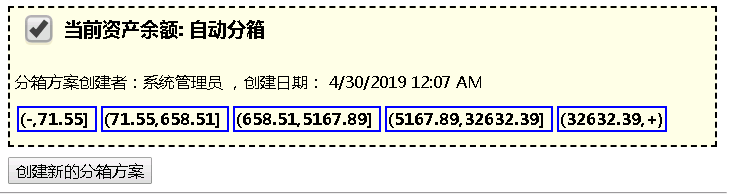 当前资产余额: 自动分箱
分箱方案创建者：系统管理员 ，创建日期： 4/30/2019 12:07 AM
(-,71.55] (71.55,658.51] (658.51,5167.89] (5167.89,32632.39] (32632.39,+)
创建新的分箱方案